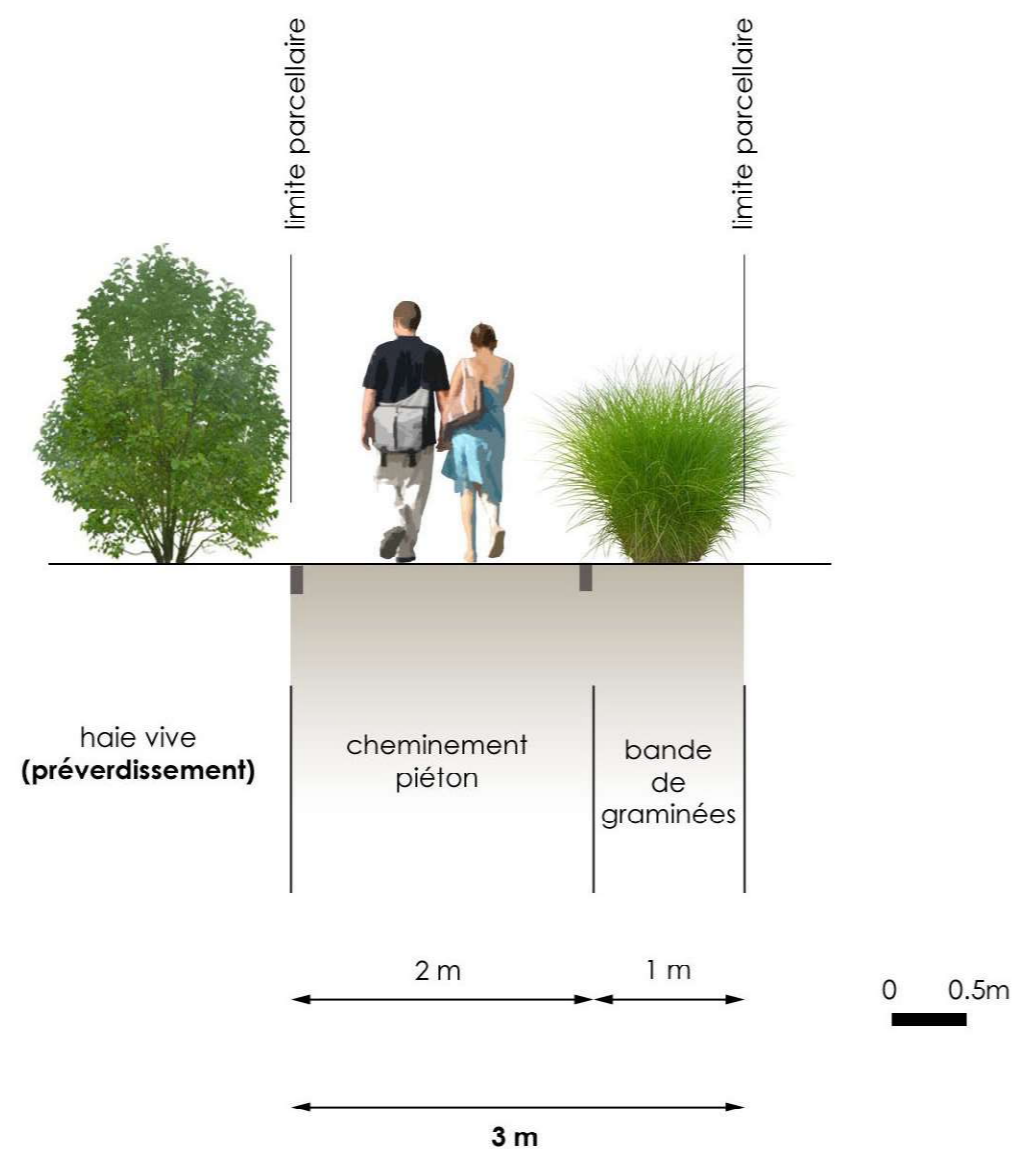 limite parcellaire
limite parcellaire
haie vive
(préverdissement)
cheminement
piéton
bande
de
graminées
2 m
1 m
0 0.5m
3 m